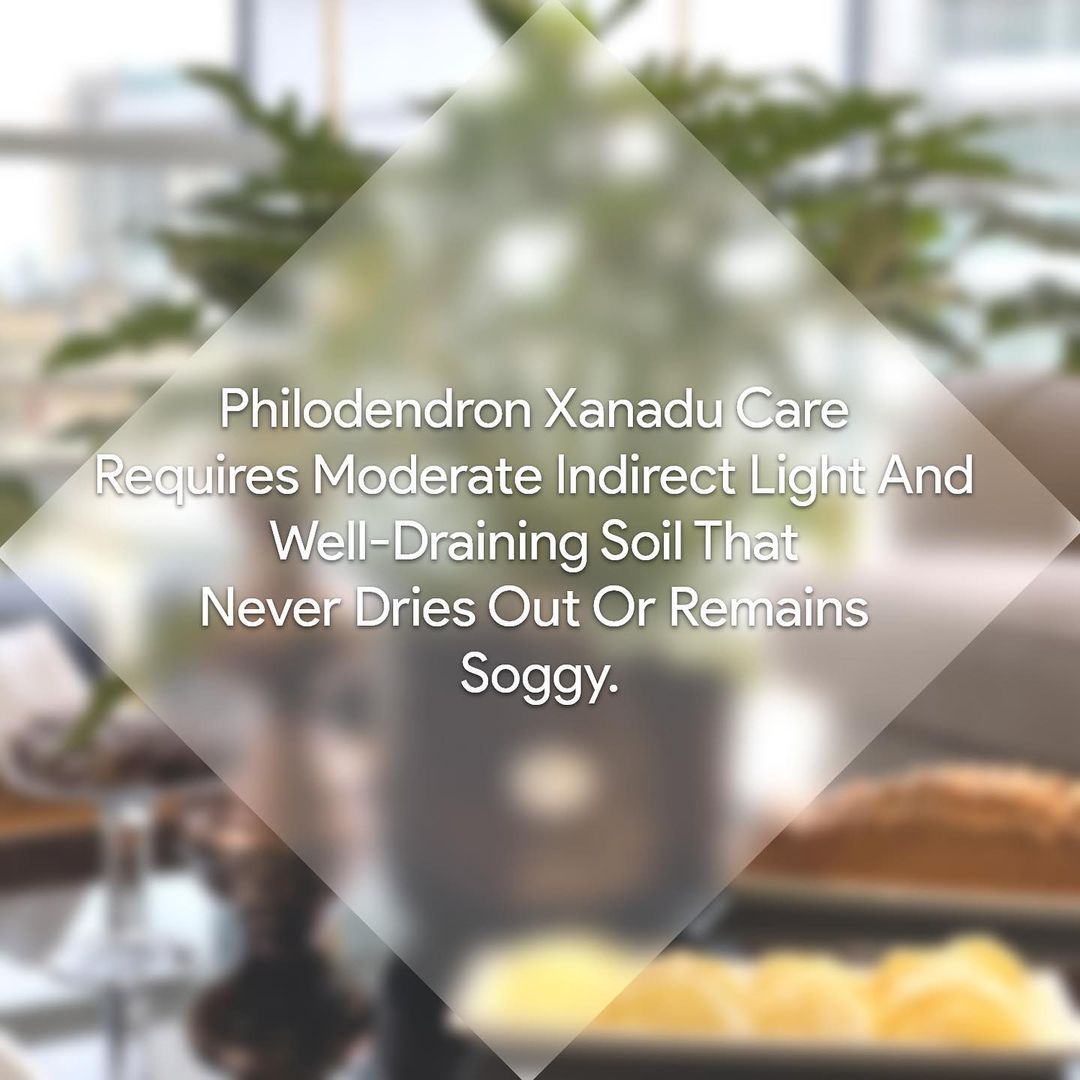 Philodendron Xanadu Care
Requires Moderate Indirect Light And
Well-Draining Soil That
Never Dries Out Or Remains
Soggy.